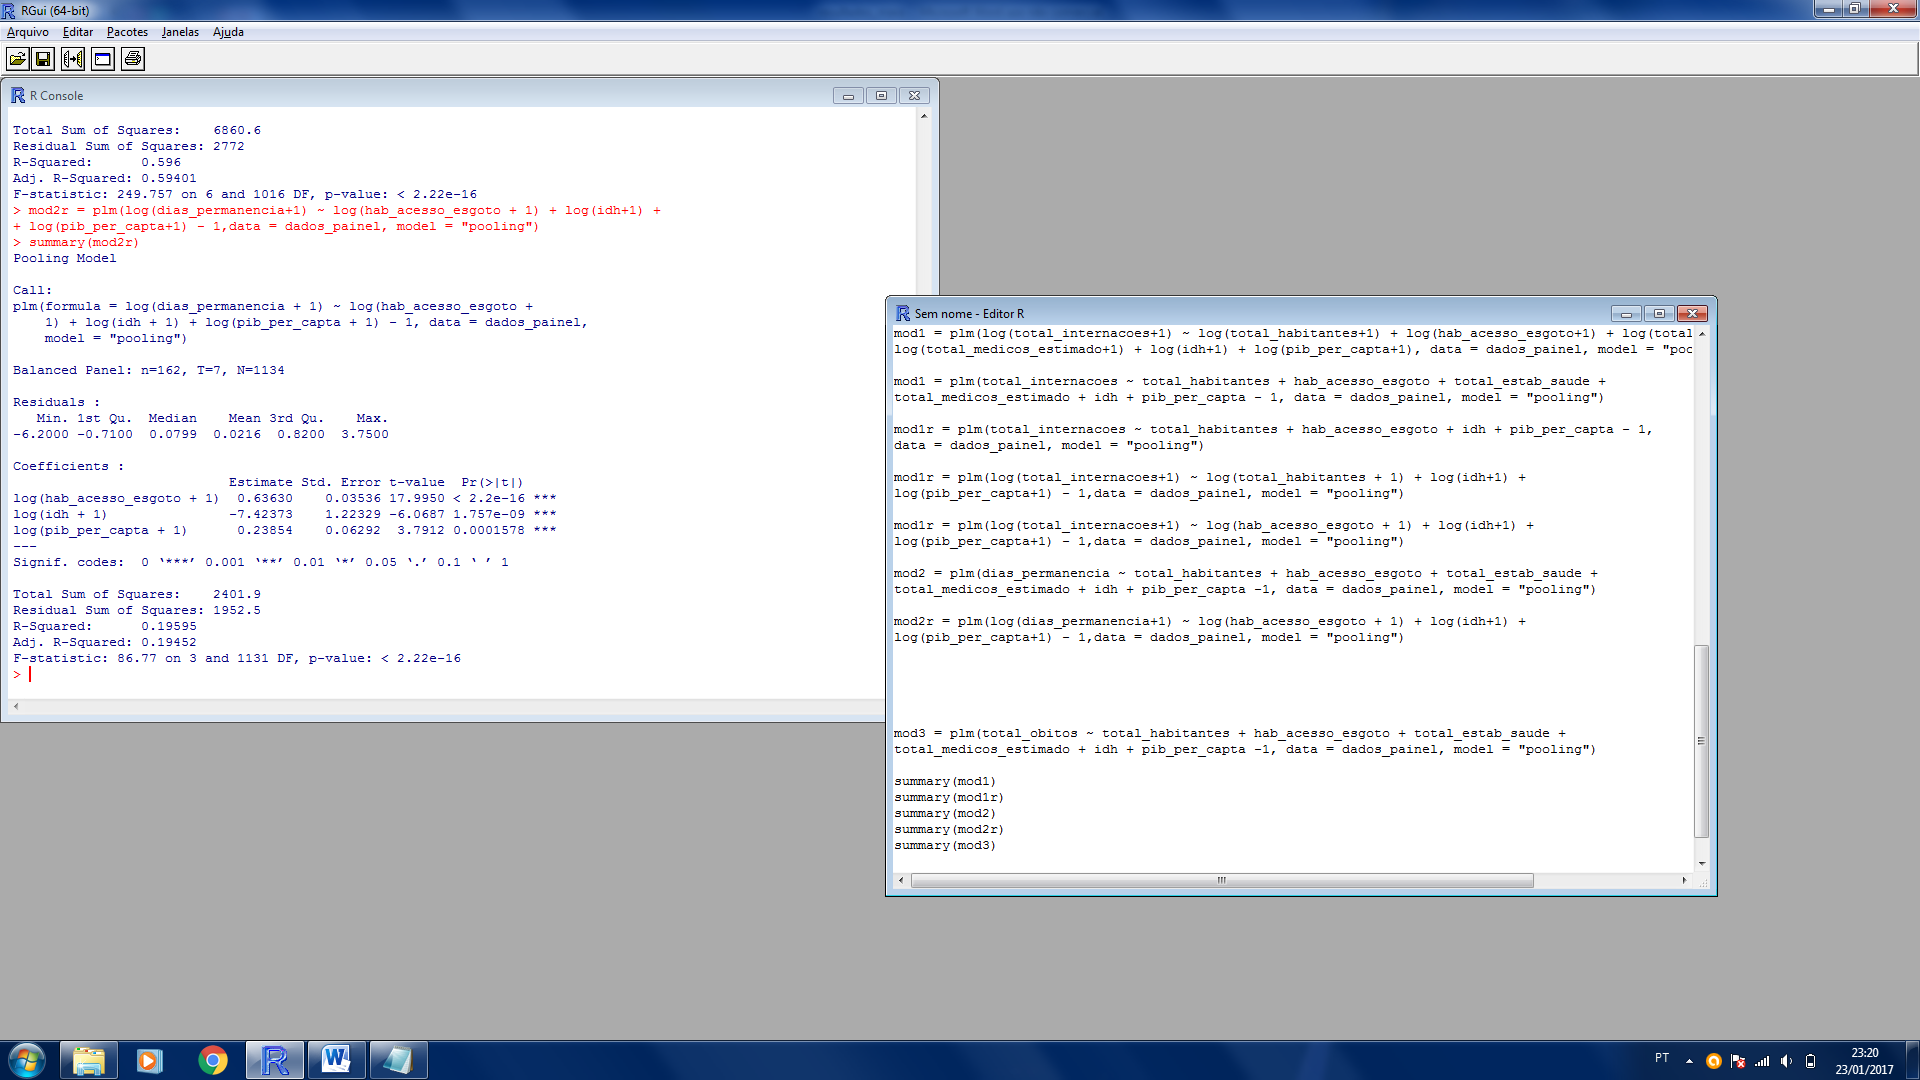 RGui (64-bit)
Arquivo Editar Pacotes Janelas Ajuda
R Console
Total Sum of Squares:    6860.6
Residual Sum of Squares: 2772
R-Squared:      0.596
Adj. R-Squared: 0.59401
F-statistic: 249.757 on 6 and 1016 DF, p-value: < 2.22e-16
> mod2r = plm(log(dias_permanencia+1) ~ log(hab_acesso_esgoto + 1) + log(idh+1) +
+ log(pib_per_capta+1) - 1,data = dados_painel, model = "pooling")
> summary(mod2r)
Pooling Model
Call:
plm(formula = log(dias_permanencia + 1) ~ log(hab_acesso_esgoto +
    1) + log(idh + 1) + log(pib_per_capta + 1) - 1, data = dados_painel,
    model = "pooling")
Balanced Panel: n=162, T=7, N=1134
Residuals :
   Min. 1st Qu.  Median    Mean 3rd Qu.    Max.
-6.2000 -0.7100  0.0799  0.0216  0.8200  3.7500
Coefficients :
                           Estimate Std. Error t-value  Pr(>|t|)
log(hab_acesso_esgoto + 1)  0.63630    0.03536 17.9950 < 2.2e-16 ***
log(idh + 1)               -7.42373    1.22329 -6.0687 1.757e-09 ***
log(pib_per_capta + 1)      0.23854    0.06292  3.7912 0.0001578 ***
---
Signif. codes:  0 ‘***’ 0.001 ‘**’ 0.01 ‘*’ 0.05 ‘.’ 0.1 ‘ ’ 1
Total Sum of Squares:    2401.9
Residual Sum of Squares: 1952.5
R-Squared:      0.19595
Adj. R-Squared: 0.19452
F-statistic: 86.77 on 3 and 1131 DF, p-value: < 2.22e-16
>
Sem nome - Editor R
mod1 = plm(log(total_internacoes+1) ~ log(total_habitantes+1) + log(hab_acesso_esgoto+1) + log(total
log(total_medicos_estimado+1) + log(idh+1) + log(pib_per_capta+1), data = dados_painel, model = "poo
mod1 = plm(total_internacoes ~ total_habitantes + hab_acesso_esgoto + total_estab_saude +
total_medicos_estimado + idh + pib_per_capta - 1, data = dados_painel, model = "pooling")
mod1r = plm(total_internacoes ~ total_habitantes + hab_acesso_esgoto + idh + pib_per_capta - 1,
data = dados_painel, model = "pooling")
mod1r = plm(log(total_internacoes+1) ~ log(total_habitantes + 1) + log(idh+1) +
log(pib_per_capta+1) - 1,data = dados_painel, model = "pooling")
mod1r = plm(log(total_internacoes+1) ~ log(hab_acesso_esgoto + 1) + log(idh+1) +
log(pib_per_capta+1) - 1,data = dados_painel, model = "pooling")
mod2 = plm(dias_permanencia ~ total_habitantes + hab_acesso_esgoto + total_estab_saude +
total_medicos_estimado + idh + pib_per_capta -1, data = dados_painel, model = "pooling")
mod2r = plm(log(dias_permanencia+1) ~ log(hab_acesso_esgoto + 1) + log(idh+1) +
log(pib_per_capta+1) - 1,data = dados_painel, model = "pooling")
mod3 = plm(total_obitos ~ total_habitantes + hab_acesso_esgoto + total_estab_saude +
total_medicos_estimado + idh + pib_per_capta -1, data = dados_painel, model = "pooling")
summary(mod1)
summary(mod1r)
summary(mod2)
summary(mod2r)
summary(mod3)
PT
23:20
23/01/2017